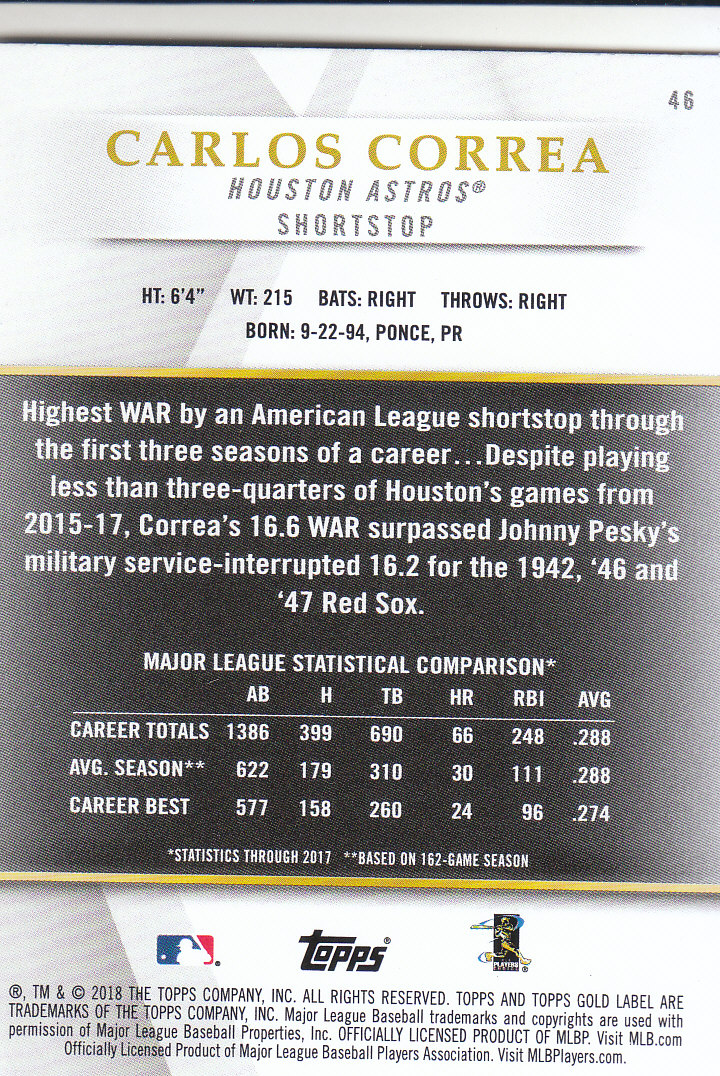 46
CARLOS CORREA
HOUSTON ASTROS®
SHORTSTOP
HT: 6'4" WT: 215 BATS: RIGHT THROWS: RIGHT
BORN: 9-22-94, PONCE, PR
Highest WAR by an American League shortstop through
the first three seasons of a career...Despite playing
less than three-quarters of Houston's games from
2015-17, Correa's 16.6 WAR surpassed Johnny Pesky's
military service-interrupted 16.2 for the 1942, '46 and
'47 Red Sox.
MAJOR LEAGUE STATISTICAL COMPARISON*
AB H TB HR RBI AVG
CAREER TOTALS 1386 399 690 66 248 .288
AVG. SEASON** 622 179 310 30 111 .288
CAREER BEST 577 158 260 24 96 .274
*STATISTICS THROUGH 2017 **BASED ON 162-GAME SEASON
Topps®
PLAYERS
®, TM & © 2018 THE TOPPS COMPANY, INC. ALL RIGHTS RESERVED. TOPPS AND TOPPS GOLD LABEL ARE
TRADEMARKS OF THE TOPPS COMPANY, INC. Major League Baseball trademarks and copyrights are used with
permission of Major League Baseball Properties, Inc. OFFICIALLY LICENSED PRODUCT OF MLBP. Visit MLB.com
Officially Licensed Product of Major League Baseball Players Association. Visit MLBPlayers.com.